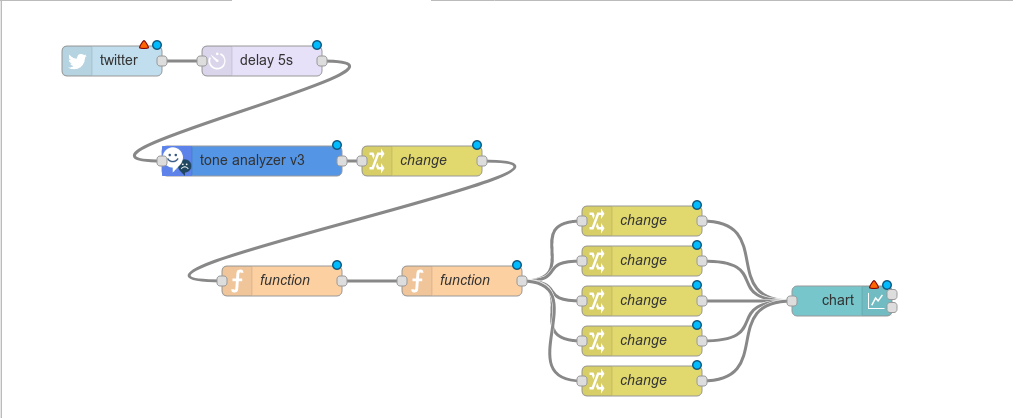 twitter
delay 5s
tone analyzer v3
change
function
function
change
change
change
change
change
chart